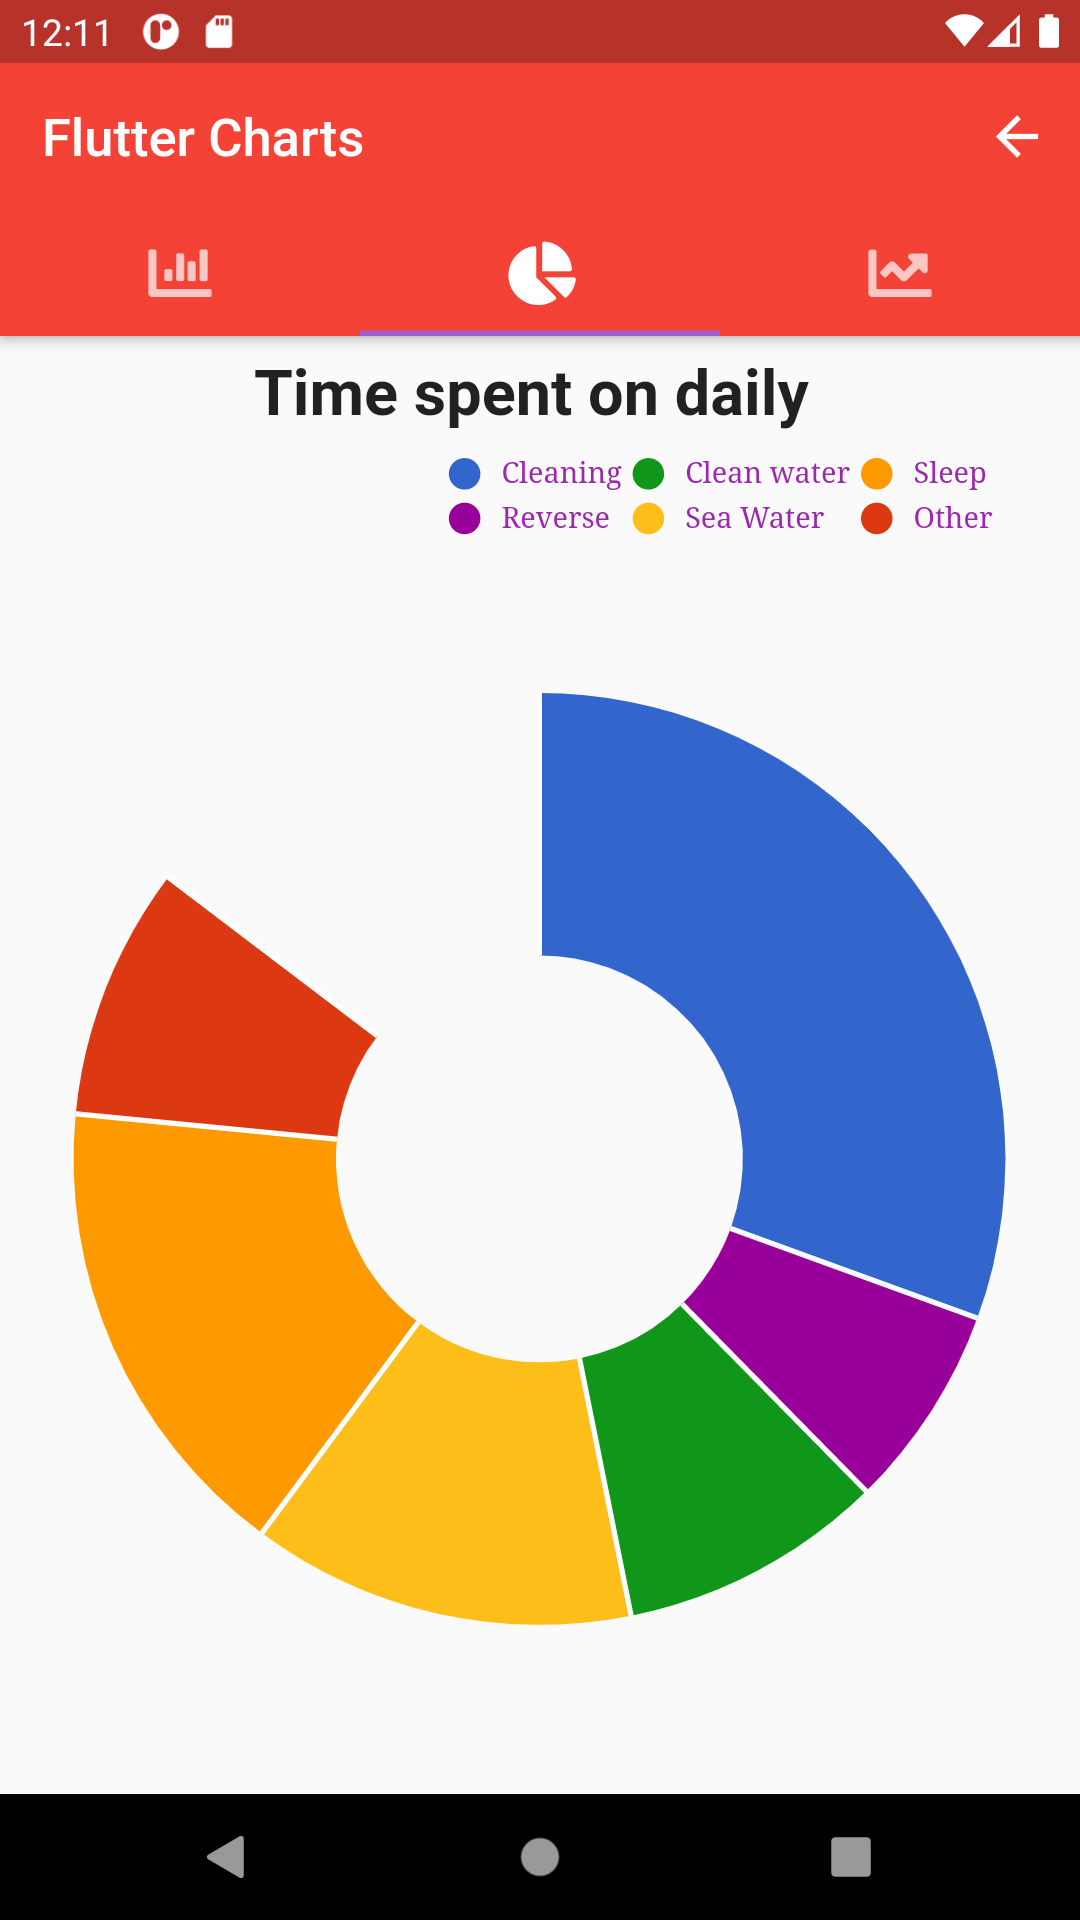 12:11
Flutter Charts
Time spent on daily
Cleaning Clean water Sleep
Reverse Sea Water Other